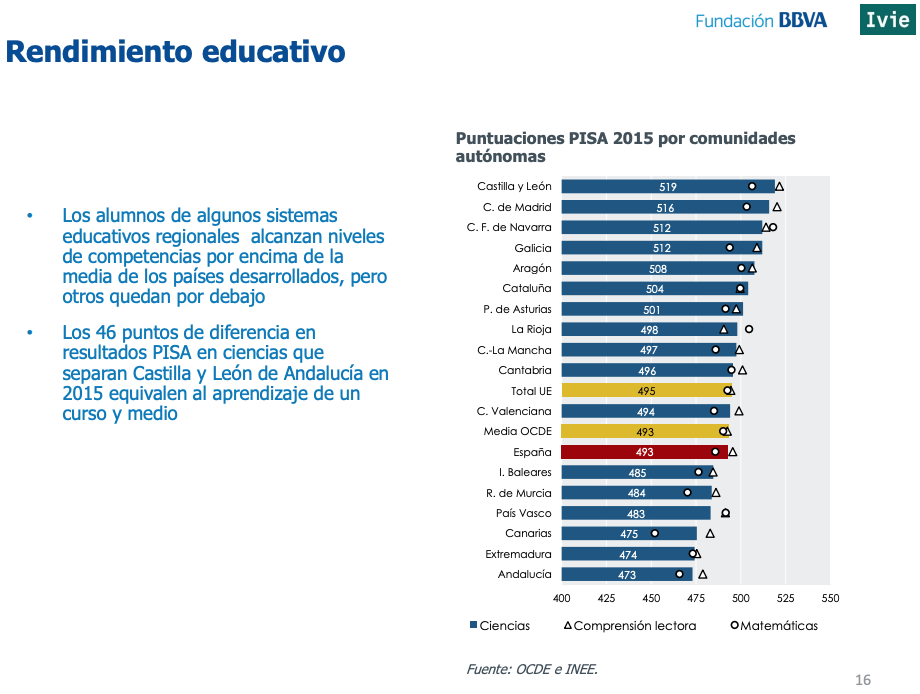 Fundación BBVA
Ivie
Rendimiento educativo
Puntuaciones PISA 2015 por comunidades
autónomas
• Los alumnos de algunos sistemas
educativos regionales alcanzan niveles
de competencias por encima de la
media de los países desarrollados, pero
otros quedan por debajo
• Los 46 puntos de diferencia en
resultados PISA en ciencias que
separan Castilla y León de Andalucía en
2015 equivalen al aprendizaje de un
curso y medio
Castilla y León 519
C. de Madrid 516
C. F. de Navarra 512
Galicia 512
Aragón 508
Cataluña 504
P. de Asturias 501
La Rioja 498
C.-La Mancha 497
Cantabria 496
Total UE 495
C. Valenciana 494
Media OCDE 493
España 493
I. Baleares 485
R. de Murcia 484
País Vasco 483
Canarias 475
Extremadura 474
Andalucía 473
400 425 450 475 500 525 550
Ciencias Comprensión lectora Matemáticas
Fuente: OCDE e INEE.
16